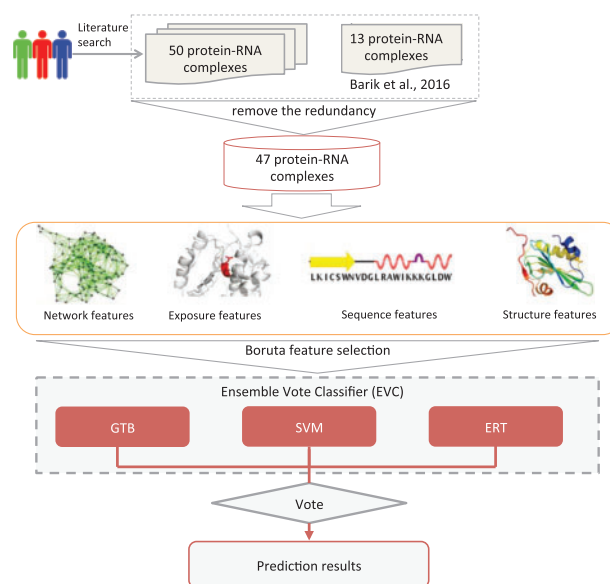 Literature
search
50 protein-RNA
complexes
13 protein-RNA
complexes
Barik et al., 2016
remove the redundancy
47 protein-RNA
complexes
LKICSWNVDGLRAWIKKKGLDW
Network features
Exposure features
Sequence features
Structure features
Boruta feature selection
Ensemble Vote Classifier (EVC)
GTB
SVM
ERT
Vote
Prediction results